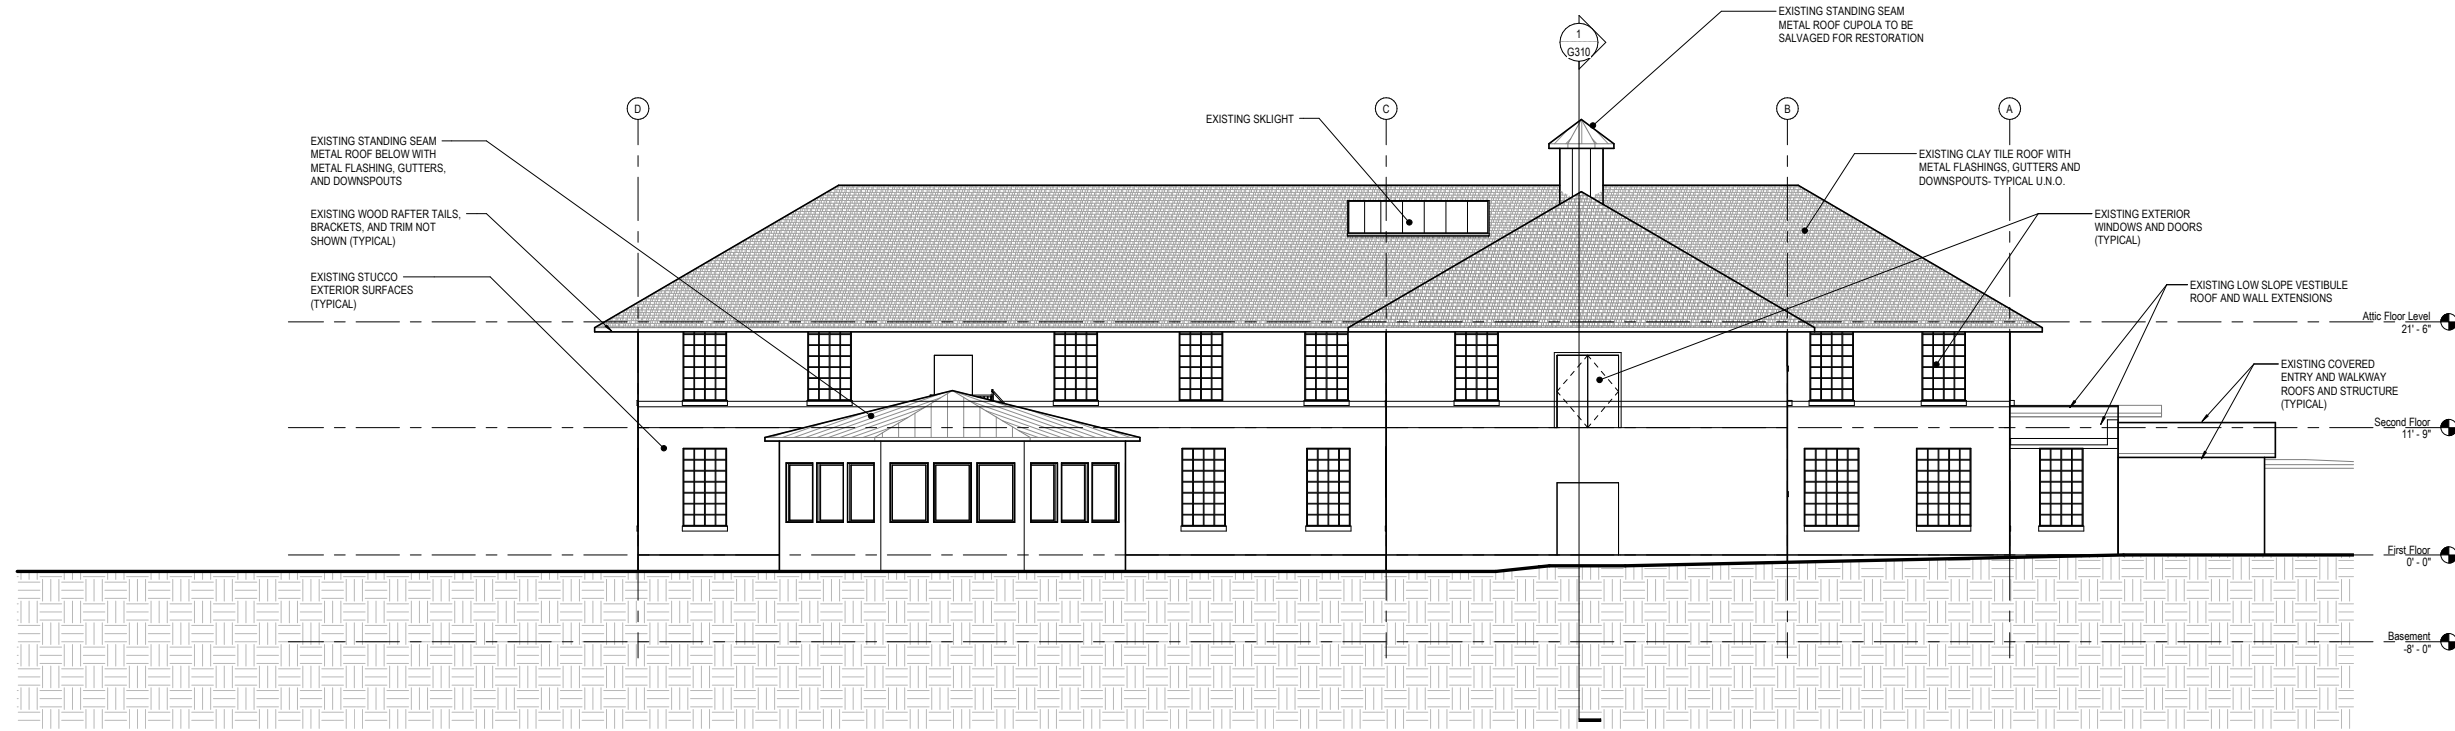 EXISTING STANDING SEAM
METAL ROOF CUPOLA TO BE
SALVAGED FOR RESTORATION
1
G310
D
C
B
A
EXISTING SKLIGHT
EXISTING STANDING SEAM
METAL ROOF BELOW WITH
METAL FLASHING, GUTTERS,
AND DOWNSPOUTS
EXISTING CLAY TILE ROOF WITH
METAL FLASHINGS, GUTTERS AND
DOWNSPOUTS- TYPICAL U.N.O.
EXISTING WOOD RAFTER TAILS,
BRACKETS, AND TRIM NOT
SHOWN (TYPICAL)
EXISTING EXTERIOR
WINDOWS AND DOORS
(TYPICAL)
EXISTING STUCCO
EXTERIOR SURFACES
(TYPICAL)
EXISTING LOW SLOPE VESTIBULE
ROOF AND WALL EXTENSIONS
Attic Floor Level
21' - 6"
EXISTING COVERED
ENTRY AND WALKWAY
ROOFS AND STRUCTURE
(TYPICAL)
Second Floor
11' - 9"
First Floor
0' - 0"
Basement
-8' - 0"